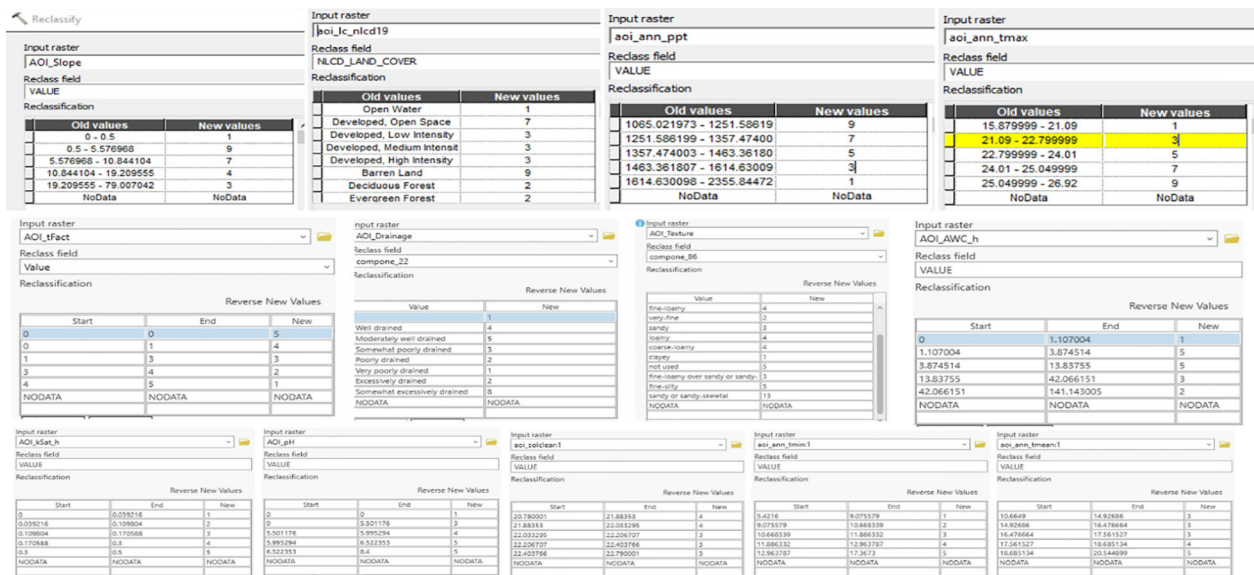 Reclassify
Input raster
AOI_Slope
Reclass field
VALUE
Reclassification
Old values New values
0 - 0.5 1
0.5 - 5.576968 9
5.576968 - 10.844104 7
10.844104 - 19.209555 4
19.209555 - 79.007042 3
NoData NoData
Input raster
aoi_lc_nlcd19
Reclass field
NLCD_LAND_COVER
Reclassification
Old values New values
Open Water 1
Developed, Open Space 7
Developed, Low Intensity 3
Developed, Medium Intensit 3
Developed, High Intensity 3
Barren Land 9
Deciduous Forest 2
Evergreen Forest 2
Input raster
aoi_ann_ppt
Reclass field
VALUE
Reclassification
Old values New values
1065.021973 - 1251.58619 9
1251.586199 - 1357.47400 7
1357.474003 - 1463.36180 5
1463.361807 - 1614.63009 3
1614.630098 - 2355.84472 1
NoData NoData
Input raster
aoi_ann_tmax
Reclass field
VALUE
Reclassification
Old values New values
15.879999 - 21.09 1
21.09 - 22.799999 3
22.799999 - 24.01 5
24.01 - 25.049999 7
25.049999 - 26.92 9
NoData NoData
Input raster
AOI_tFact
Reclass field
Value
Reclassification
Reverse New Values
Start End New
0 0 5
0 1 4
1 3 3
3 4 2
4 5 1
NODATA NODATA
nput raster
AOI_Drainage
Reclass field
compone_22
Reclassification
Reverse New Values
Value New
1
Well drained 4
Moderately well drained 5
Somewhat poorly drained 3
Poorly drained 2
Very poorly drained 1
Excessively drained 2
Somewhat excessively drained 8
NODATA NODATA
Input raster
AOI_Texture
Reclass field
compone_86
Reclassification
Reverse New Values
Value New
fine-loamy 4
very-fine 2
sandy 3
loamy 4
coarse-loamy 4
clayey 1
not used 5
fine-loamy over sandy or sandy- 3
fine-silty 5
sandy or sandy-skeletal 13
NODATA NODATA
Input raster
AOI_AWC_h
Reclass field
VALUE
Reclassification
Reverse New Values
Start End New
0 1.107004 1
1.107004 3.874514 5
3.874514 13.83755 5
13.83755 42.066151 3
42.066151 141.143005 2
NODATA NODATA NODATA
Input raster
AOI_kSat_h
Reclass field
VALUE
Reclassification
Reverse New Values
Start End New
0 0.039216 1
0.039216 0.109804 2
0.109804 0.170588 3
0.170588 0.3 4
0.3 0.5 5
NODATA NODATA NODATA
Input raster
AOI_pH
Reclass field
VALUE
Reclassification
Reverse New Values
Start End New
0 0 1
0 5.501176 3
5.501176 5.995294 4
5.995294 6.522353 5
6.522353 8.4 5
NODATA NODATA NODATA
Input raster
aoi_solclear:1
Reclass field
VALUE
Reclassification
Reverse New Values
Start End New
20.780001 21.88353 4
21.88353 22.033295 4
22.033295 22.206707 3
22.206707 22.403766 3
22.403766 22.790001 3
NODATA NODATA NODATA
Input raster
aoi_ann_tmin:1
Reclass field
VALUE
Reclassification
Reverse New Values
Start End New
5.4216 9.075579 1
9.075579 10.668339 2
10.668339 11.886332 3
11.886332 12.963787 4
12.963787 17.3673 5
NODATA NODATA NODATA
Input raster
aoi_ann_tmean:1
Reclass field
VALUE
Reclassification
Reverse New Values
Start End New
10.6649 14.92686 3
14.92686 16.476664 3
16.476664 17.561527 3
17.561527 18.685134 4
18.685134 20.544899 5
NODATA NODATA NODATA